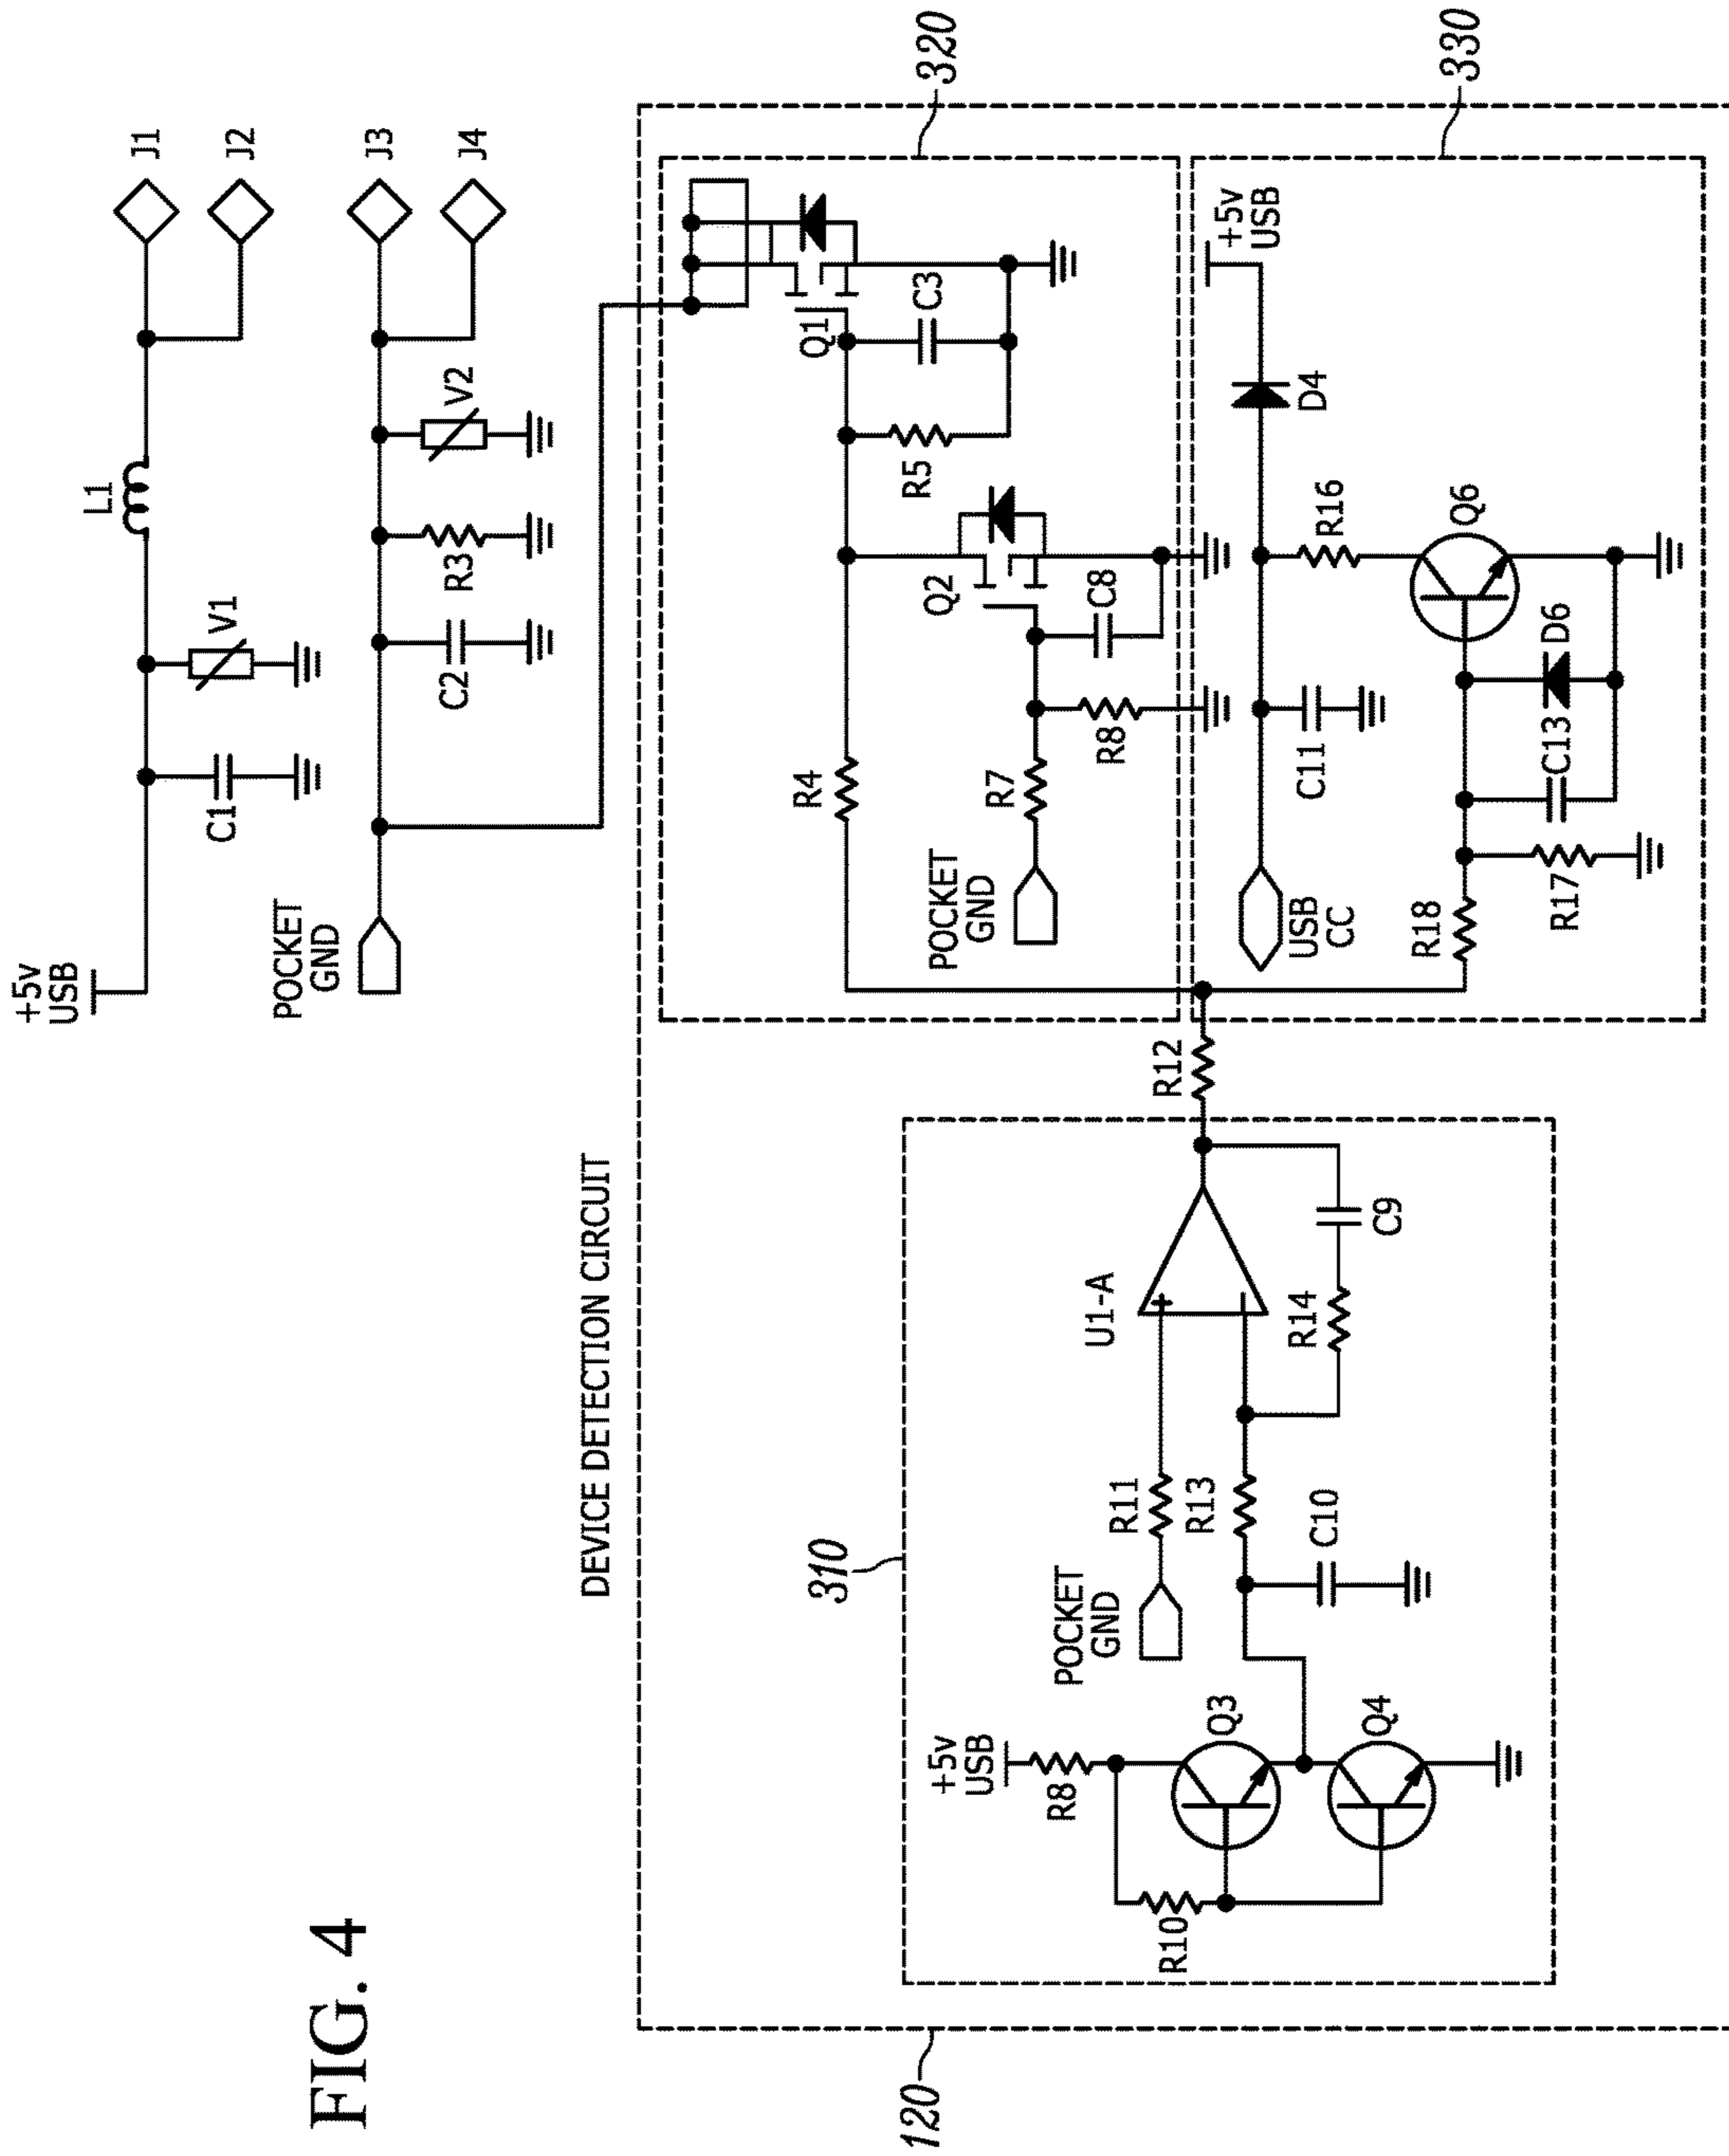 FIG. 4
+5v
USB
C1
V1
L1
J1
J2
POCKET
GND
C2
R3
V2
J3
J4
DEVICE DETECTION CIRCUIT
120
310
+5v
USB
R8
R10
Q3
Q4
POCKET
GND
R11
R13
C10
U1-A
R14
C9
R12
320
R4
POCKET
GND
R7
R8
Q2
C8
R5
Q1
C3
330
USB
CC
C11
D4
+5v
USB
R16
R18
R17
C13
D6
Q6